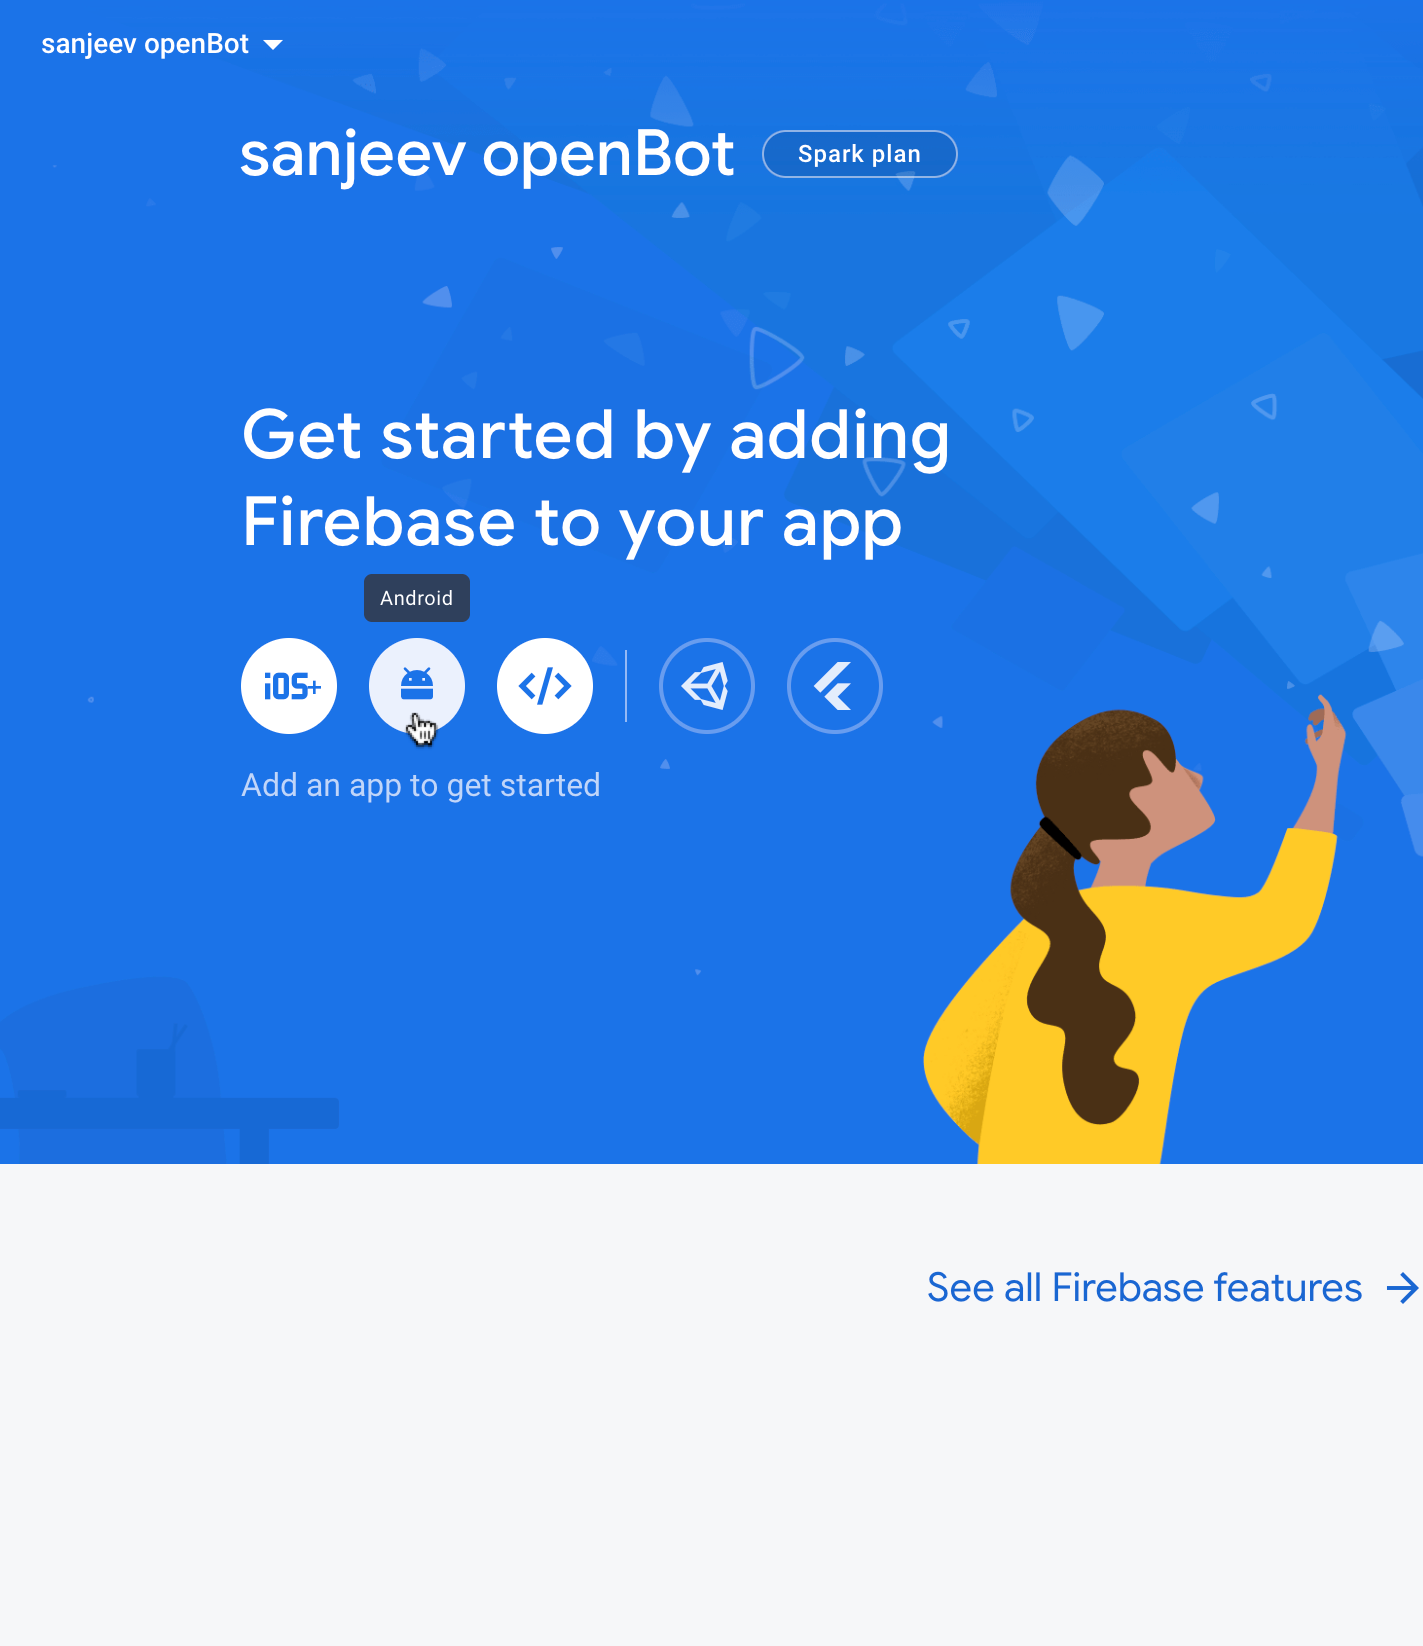 sanjeev openBot
sanjeev openBot
Spark plan
Get started by adding
Firebase to your app
Android
iOS+
Add an app to get started
See all Firebase features